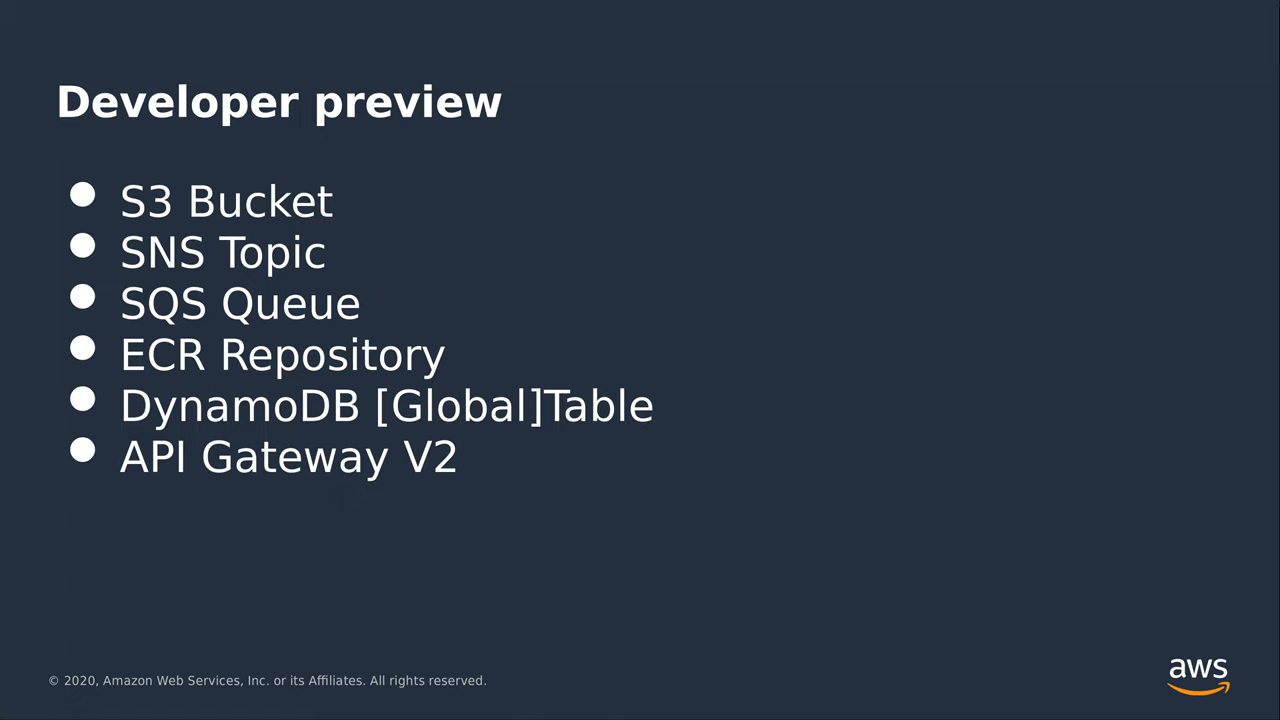 Developer preview
● S3 Bucket
● SNS Topic
● SQS Queue
● ECR Repository
● DynamoDB [Global]Table
● API Gateway V2
© 2020, Amazon Web Services, Inc. or its Affiliates. All rights reserved.
aws